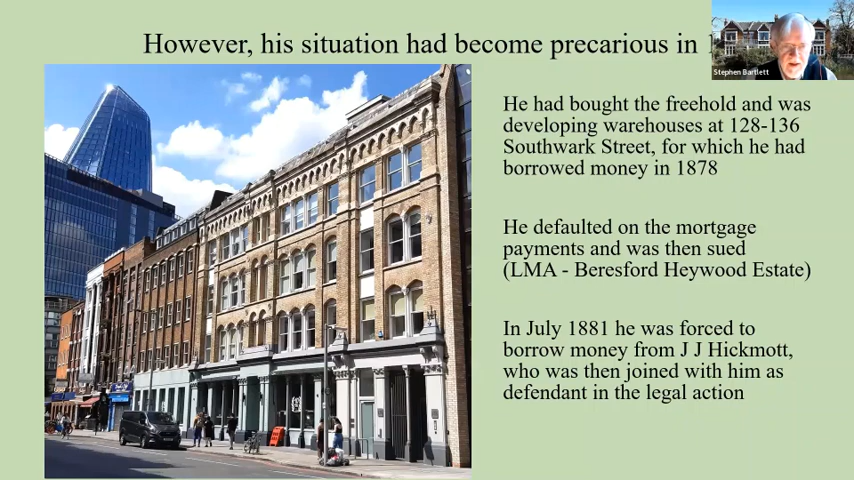 However, his situation had become precarious in
Stephen Bartlett
He had bought the freehold and was
developing warehouses at 128-136
Southwark Street, for which he had
borrowed money in 1878
He defaulted on the mortgage
payments and was then sued
(LMA - Beresford Heywood Estate)
In July 1881 he was forced to
borrow money from J J Hickmott,
who was then joined with him as
defendant in the legal action